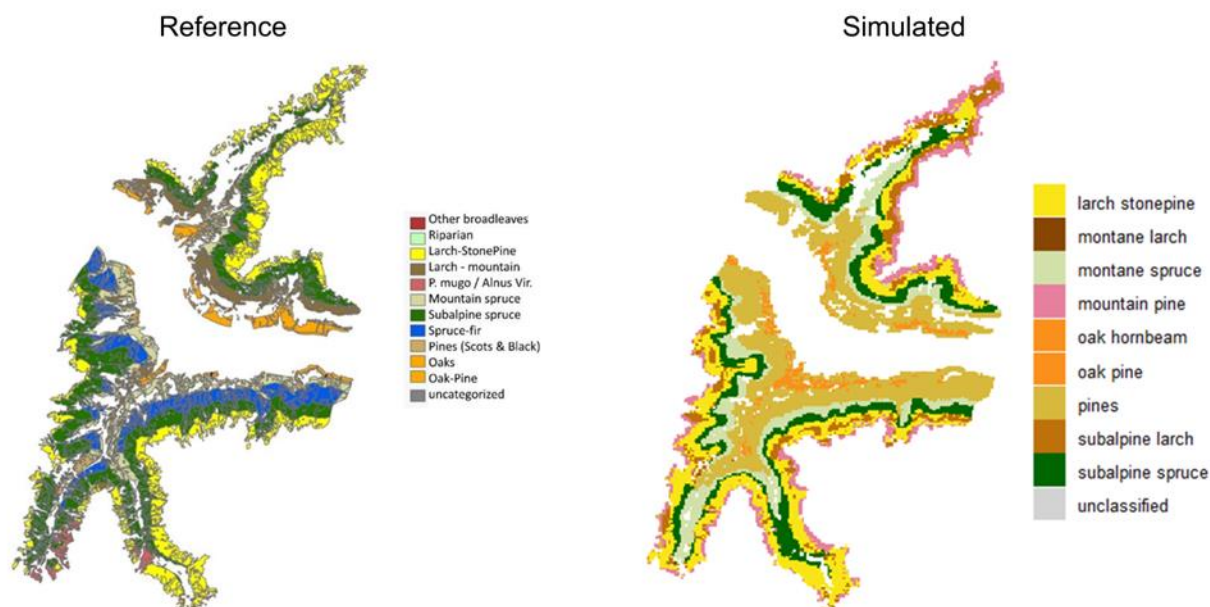 Reference
Simulated
Other broadleaves
Riparian
Larch-StonePine
Larch - mountain
P. mugo / Alnus Vir.
Mountain spruce
Subalpine spruce
Spruce-fir
Pines (Scots & Black)
Oaks
Oak-Pine
uncategorized
larch stonepine
montane larch
montane spruce
mountain pine
oak hornbeam
oak pine
pines
subalpine larch
subalpine spruce
unclassified